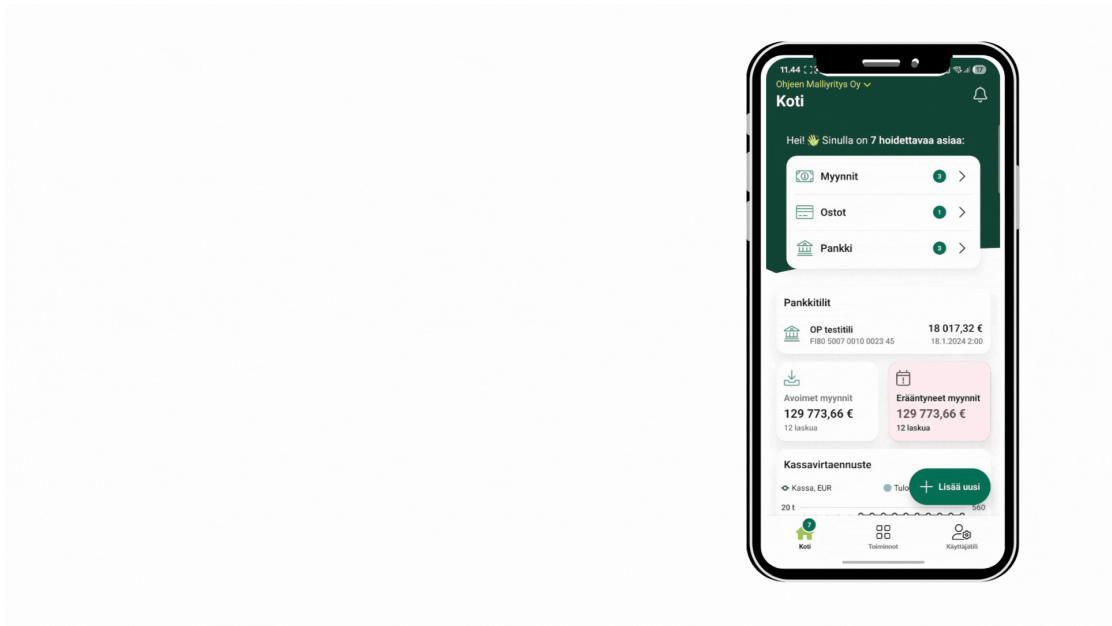 11.44
57
Ohjeen Malliyritys Oy
Koti
Hei! 👋 Sinulla on 7 hoidettavaa asiaa:
Myynnit 3
Ostot 1
Pankki 3
Pankkitilit
OP testitili 18 017,32 €
FI80 5007 0010 0023 45 18.1.2024 2:00
Avoimet myynnit
129 773,66 €
12 laskua
Erääntyneet myynnit
129 773,66 €
12 laskua
Kassavirtaennuste
Kassa, EUR Tulo
Lisää uusi
20 t 560
7
Koti Toiminnot Käyttäjätili